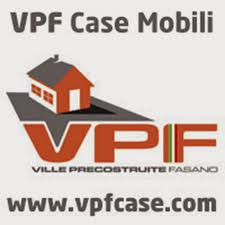 VPF Case Mobili
VPF
VILLE PRECOSTRUITE FASANO
www.vpfcase.com